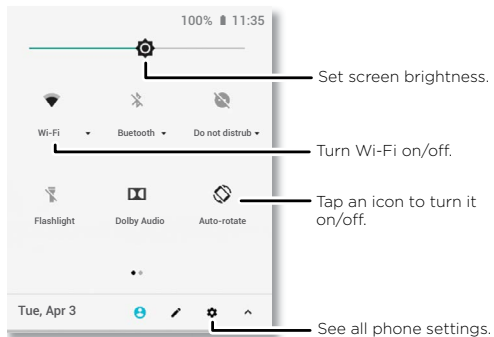 100% 11:35
Set screen brightness.
Wi-Fi Buetooth Do not distrub
Turn Wi-Fi on/off.
Tap an icon to turn it
on/off.
Flashlight Dolby Audio Auto-rotate
Tue, Apr 3
See all phone settings.